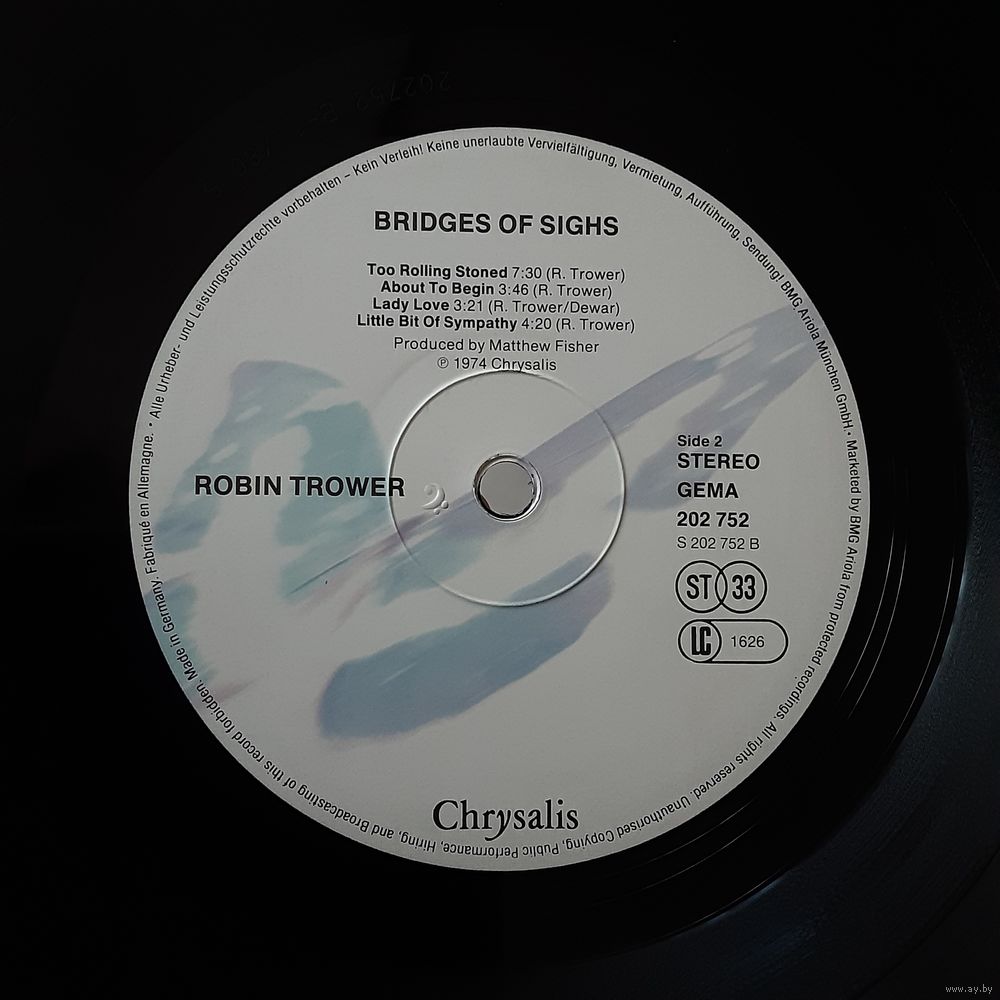 Alle Urheber- und Leistungsschutzrechte vorbehalten – Kein Verleih! Keine unerlaubte Vervielfältigung, Vermietung, Aufführung, Sendung! BMG Ariola München GmbH. • Marketed by BMG Ariola from protected recordings. All rights reserved. Unauthorised Copying, Public Performance, Hiring, and Broadcasting of this record forbidden. Made in Germany. Fabriqué en Allemagne. •
BRIDGES OF SIGHS
Too Rolling Stoned 7:30 (R. Trower)
About To Begin 3:46 (R. Trower)
Lady Love 3:21 (R. Trower/Dewar)
Little Bit Of Sympathy 4:20 (R. Trower)
Produced by Matthew Fisher
℗ 1974 Chrysalis
ROBIN TROWER
Side 2
STEREO
GEMA
202 752
S 202 752 B
ST 33
LC 1626
Chrysalis
www.ay.by